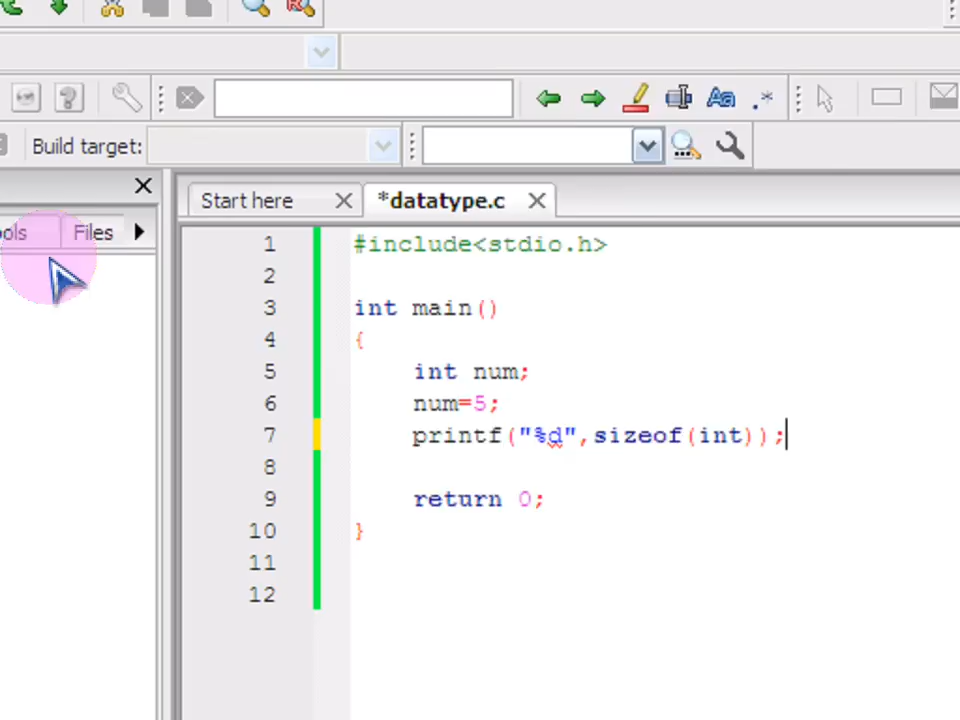 Build target:
ools Files
Start here *datatype.c
1 #include<stdio.h>
2
3 int main()
4 {
5 int num;
6 num=5;
7 printf("%d",sizeof(int));
8
9 return 0;
10 }
11
12